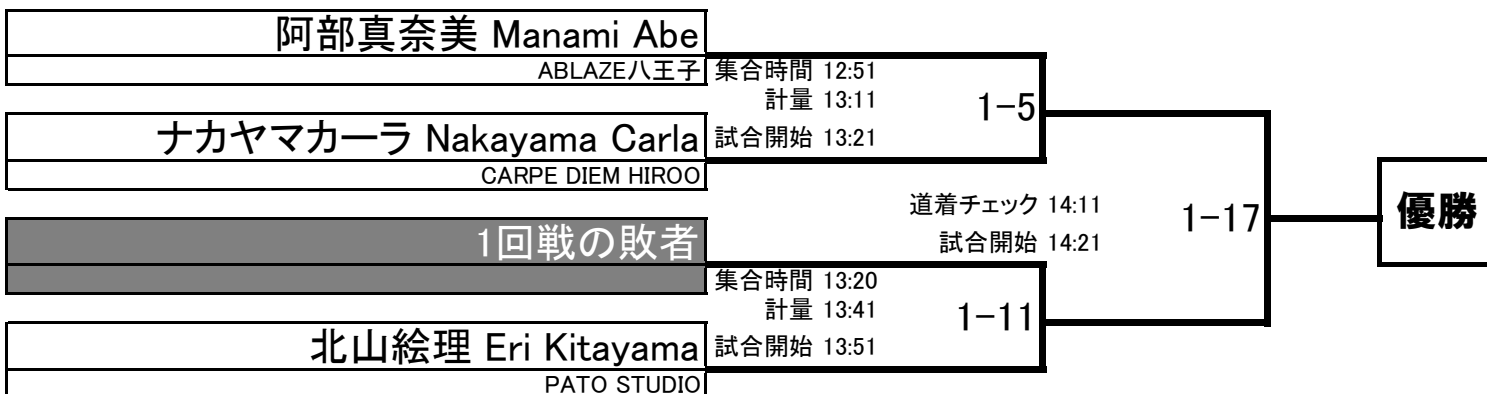 阿部真奈美 Manami Abe
ABLAZE八王子
集合時間 12:51
計量 13:11
1-5
ナカヤマカーラ Nakayama Carla
試合開始 13:21
CARPE DIEM HIROO
道着チェック 14:11
1-17
優勝
1回戦の敗者
試合開始 14:21
集合時間 13:20
計量 13:41
1-11
北山絵理 Eri Kitayama
試合開始 13:51
PATO STUDIO